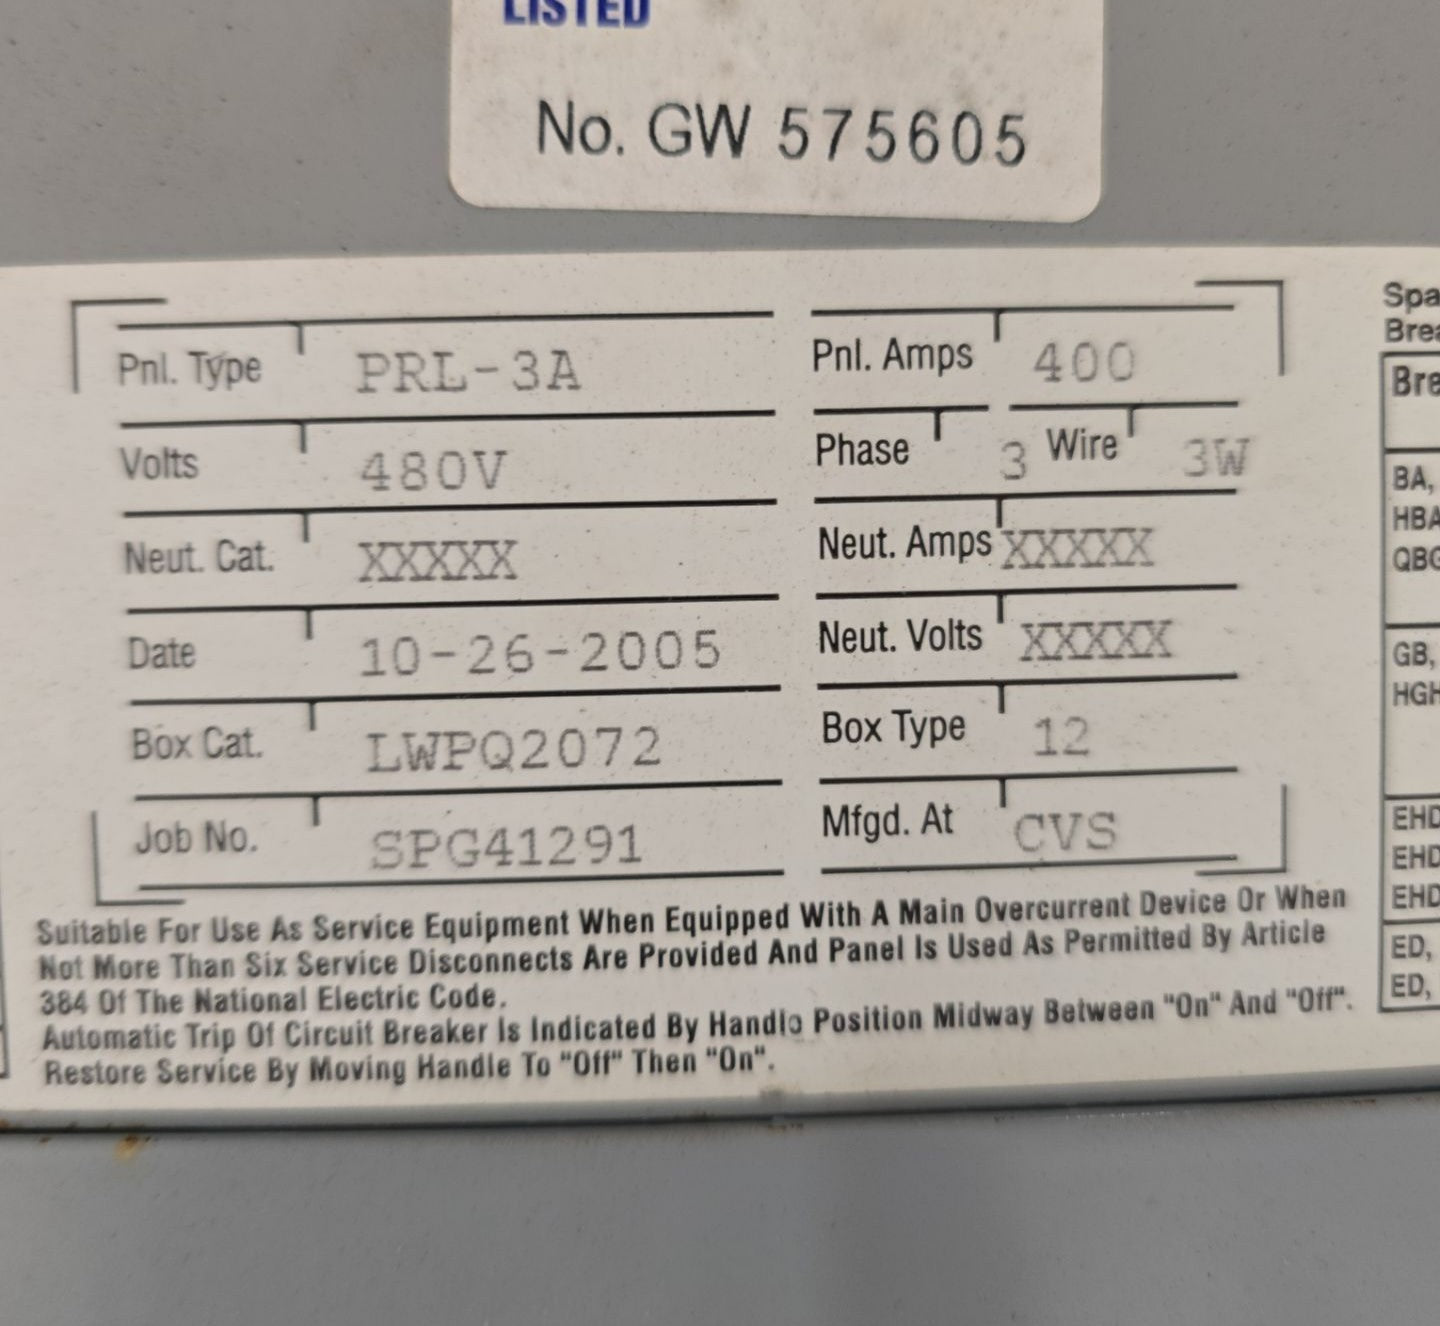 LISTED
No. GW 575605
Pnl. Type PRL-3A
Volts 480V
Neut. Cat. XXXXX
Date 10-26-2005
Box Cat. LWPQ2072
Job No. SPG41291
Pnl. Amps 400
Phase 3 Wire 3W
Neut. Amps XXXXX
Neut. Volts XXXXX
Box Type 12
Mfgd. At CVS
Suitable For Use As Service Equipment When Equipped With A Main Overcurrent Device Or When
Not More Than Six Service Disconnects Are Provided And Panel Is Used As Permitted By Article
384 Of The National Electric Code.
Automatic Trip Of Circuit Breaker Is Indicated By Handle Position Midway Between "On" And "Off".
Restore Service By Moving Handle To "Off" Then "On".
BA,
GB,
ED,
ED,